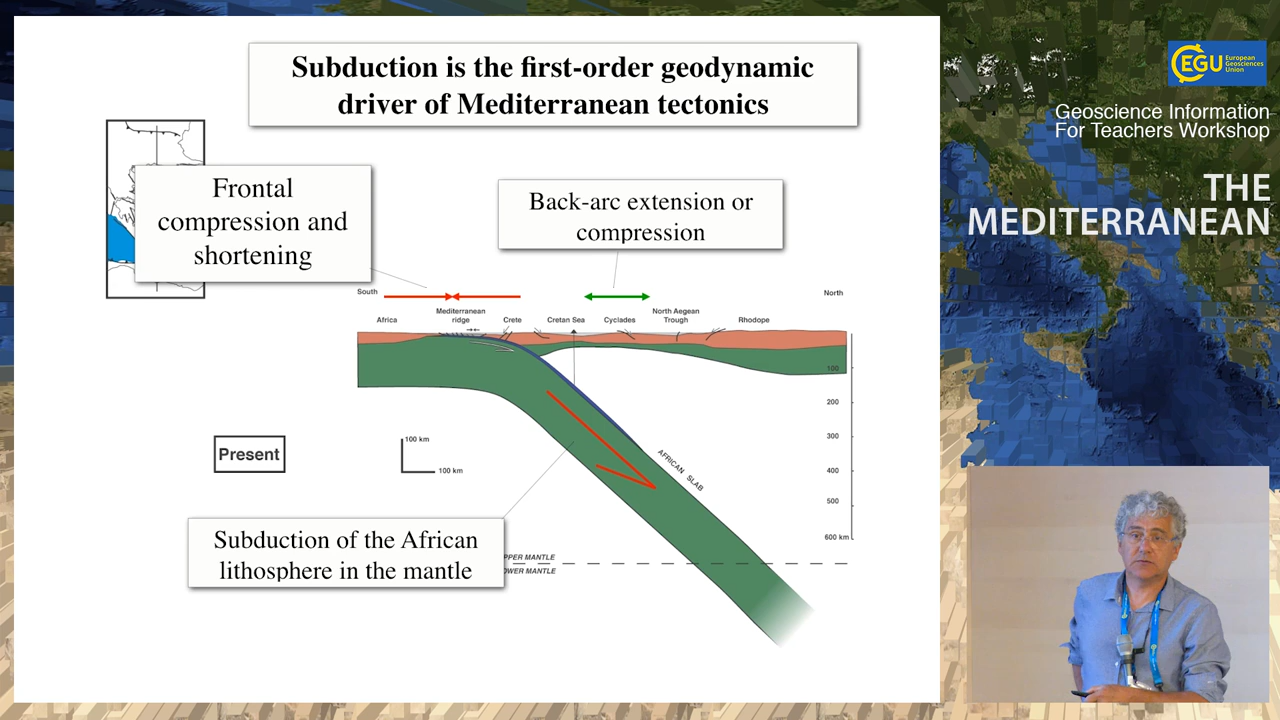 Subduction is the first-order geodynamic
driver of Mediterranean tectonics
Frontal
compression and
shortening
Back-arc extension or
compression
South
North
Africa
Mediterranean
ridge
Crete
Cretan Sea
Cyclades
North Aegean
Trough
Rhodope
100
200
300
400
500
600 km
AFRICAN SLAB
Present
100 km
100 km
Subduction of the African
lithosphere in the mantle
PPER MANTLE
OWER MANTLE
EGU
European
Geosciences
Union
Geoscience Information
For Teachers Workshop
THE
MEDITERRANEAN